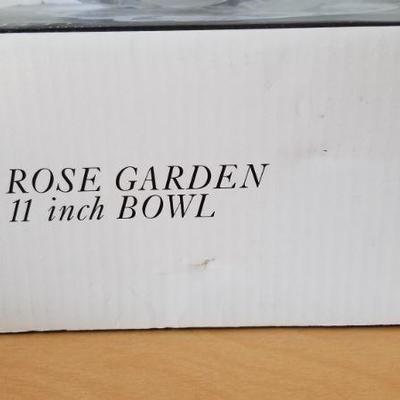 ROSE GARDEN
11 inch BOWL